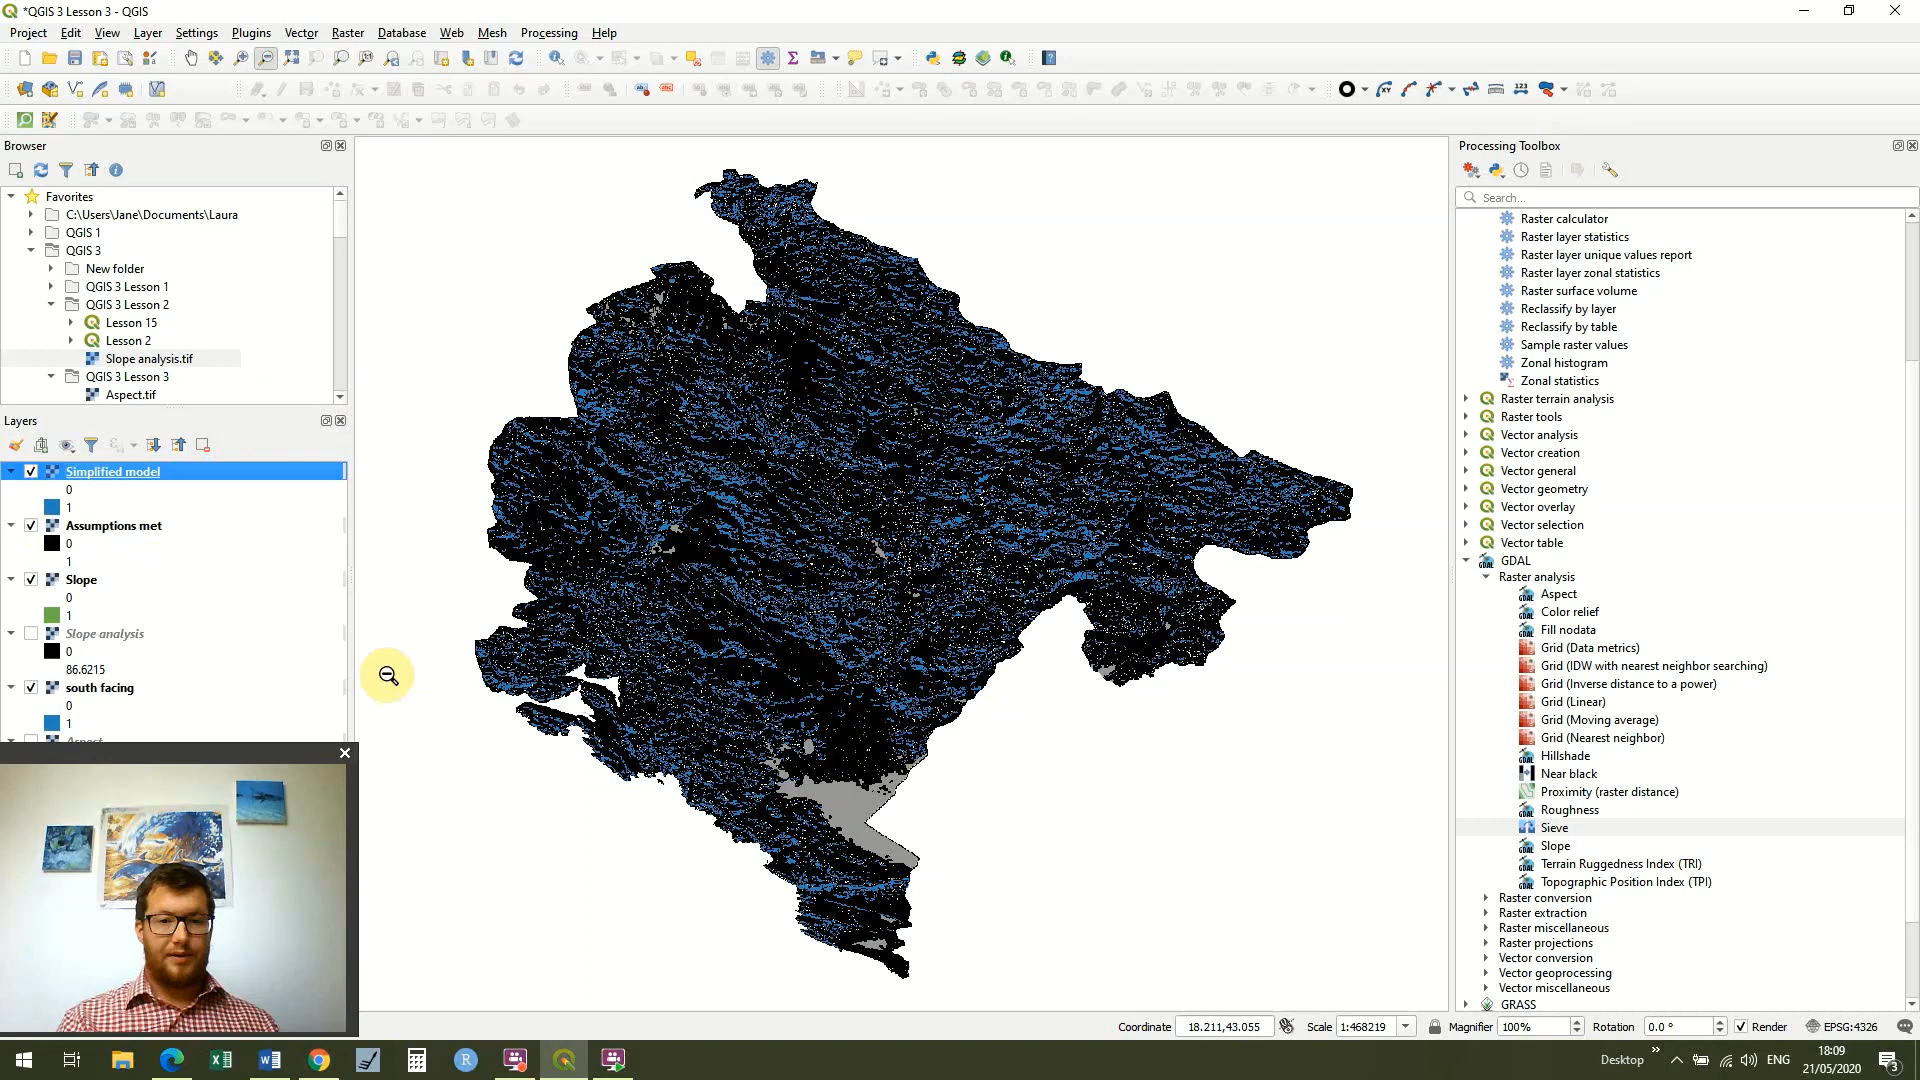 *QGIS 3 Lesson 3 - QGIS
Project Edit View Layer Settings Plugins Vector Raster Database Web Mesh Processing Help
Browser
Favorites
C:\Users\Jane\Documents\Laura
QGIS 1
QGIS 3
New folder
QGIS 3 Lesson 1
QGIS 3 Lesson 2
Lesson 15
Lesson 2
Slope analysis.tif
QGIS 3 Lesson 3
Aspect.tif
Layers
Simplified model
0
1
Assumptions met
0
1
Slope
0
1
Slope analysis
0
86.6215
south facing
0
1
Aspect
Processing Toolbox
Search...
Raster calculator
Raster layer statistics
Raster layer unique values report
Raster layer zonal statistics
Raster surface volume
Reclassify by layer
Reclassify by table
Sample raster values
Zonal histogram
Zonal statistics
Raster terrain analysis
Raster tools
Vector analysis
Vector creation
Vector general
Vector geometry
Vector overlay
Vector selection
Vector table
GDAL
Raster analysis
Aspect
Color relief
Fill nodata
Grid (Data metrics)
Grid (IDW with nearest neighbor searching)
Grid (Inverse distance to a power)
Grid (Linear)
Grid (Moving average)
Grid (Nearest neighbor)
Hillshade
Near black
Proximity (raster distance)
Roughness
Sieve
Slope
Terrain Ruggedness Index (TRI)
Topographic Position Index (TPI)
Raster conversion
Raster extraction
Raster miscellaneous
Raster projections
Vector conversion
Vector geoprocessing
Vector miscellaneous
GRASS
Coordinate 18.211,43.055 Scale 1:468219 Magnifier 100% Rotation 0.0 ° Render EPSG:4326
Desktop ENG 18:09
21/05/2020
3